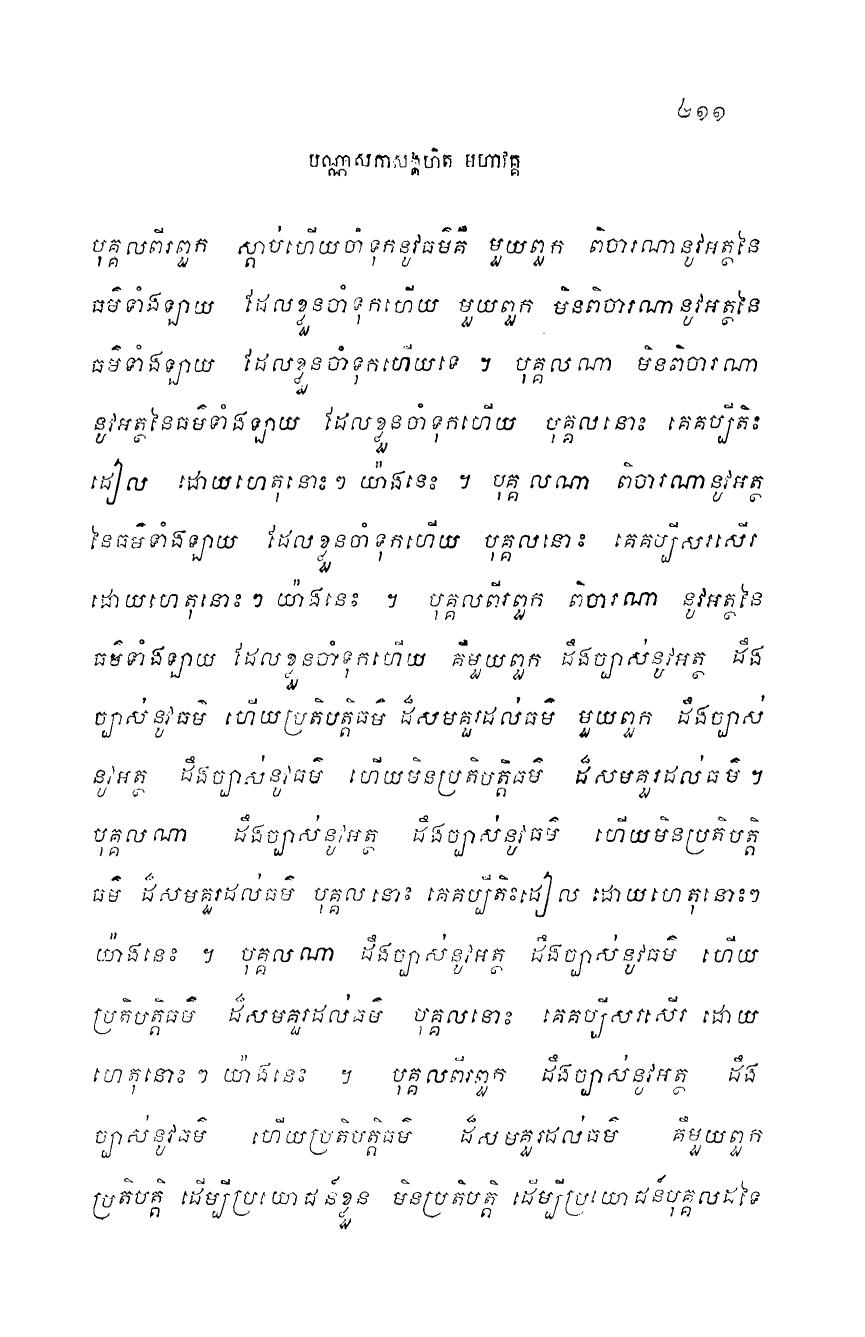 ៤១១
បណ្ណាសកាសង្គហិត មហាវគ្គ
បុគ្គលពីរពួក ស្តាប់ហើយចាំទុកនូវធម៌គឺ មួយពួក ពិចារណានូវអត្ថនៃ
ធម៌ទាំងឡាយ ដែលខ្លួនចាំទុកហើយ មួយពួក មិនពិចារណានូវអត្ថនៃ
ធម៌ទាំងឡាយ ដែលខ្លួនចាំទុកហើយទេ ។ បុគ្គលណា មិនពិចារណា
នូវអត្ថនៃធម៌ទាំងឡាយ ដែលខ្លួនចាំទុកហើយ បុគ្គលនោះ គេគប្បីតិះ
ដៀល ដោយហេតុនោះៗ យ៉ាងនេះ ។ បុគ្គលណា ពិចារណានូវអត្ថ
នៃធម៌ទាំងឡាយ ដែលខ្លួនចាំទុកហើយ បុគ្គលនោះ គេគប្បីសរសើរ
ដោយហេតុនោះៗ យ៉ាងនេះ ។ បុគ្គលពីរពួក ពិចារណា នូវអត្ថនៃ
ធម៌ទាំងឡាយ ដែលខ្លួនចាំទុកហើយ គឺមួយពួក ដឹងច្បាស់នូវអត្ថ ដឹង
ច្បាស់នូវធម៌ ហើយប្រតិបត្តិធម៌ ដ៏សមគួរដល់ធម៌ មួយពួក ដឹងច្បាស់
នូវអត្ថ ដឹងច្បាស់នូវធម៌ ហើយមិនប្រតិបត្តិធម៌ ដ៏សមគួរដល់ធម៌ ។
បុគ្គលណា ដឹងច្បាស់នូវអត្ថ ដឹងច្បាស់នូវធម៌ ហើយមិនប្រតិបត្តិ
ធម៌ ដ៏សមគួរដល់ធម៌ បុគ្គលនោះ គេគប្បីតិះដៀល ដោយហេតុនោះៗ
យ៉ាងនេះ ។ បុគ្គលណា ដឹងច្បាស់នូវអត្ថ ដឹងច្បាស់នូវធម៌ ហើយ
ប្រតិបត្តិធម៌ ដ៏សមគួរដល់ធម៌ បុគ្គលនោះ គេគប្បីសរសើរ ដោយ
ហេតុនោះៗ យ៉ាងនេះ ។ បុគ្គលពីរពួក ដឹងច្បាស់នូវអត្ថ ដឹង
ច្បាស់នូវធម៌ ហើយប្រតិបត្តិធម៌ ដ៏សមគួរដល់ធម៌ គឺមួយពួក
ប្រតិបត្តិ ដើម្បីប្រយោជន៍ខ្លួន មិនប្រតិបត្តិ ដើម្បីប្រយោជន៍បុគ្គលដទៃ